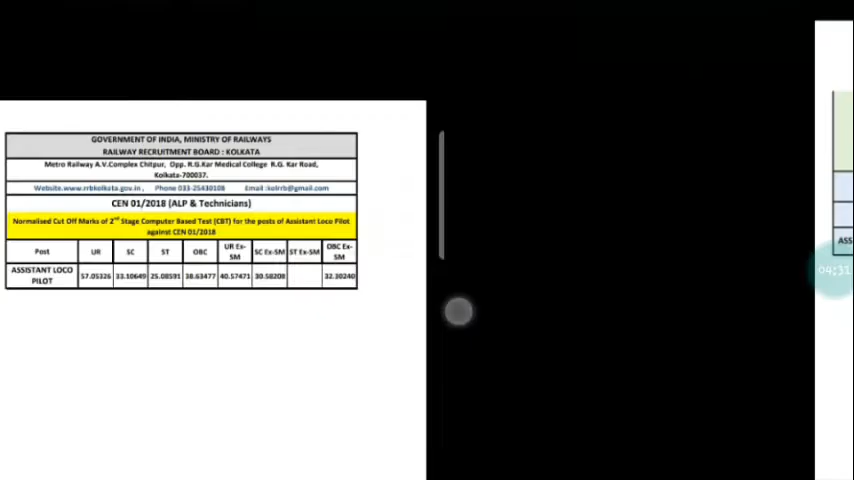 GOVERNMENT OF INDIA, MINISTRY OF RAILWAYS
RAILWAY RECRUITMENT BOARD : KOLKATA
Metro Railway A.V.Complex Chitpur, Opp. R.G.Kar Medical College R.G. Kar Road,
Kolkata-700037.
Website.www.rrbkolkata.gov.in , Phone 033-25430108 Email :kolrrb@gmail.com
CEN 01/2018 (ALP & Technicians)
Normalised Cut Off Marks of 2nd Stage Computer Based Test (CBT) for the posts of Assistant Loco Pilot
against CEN 01/2018
Post UR SC ST OBC UR Ex-SM SC Ex-SM ST Ex-SM OBC Ex-SM
ASSISTANT LOCO PILOT 57.05326 33.10649 25.08591 38.63477 40.57471 30.58208 32.30240
ASS
04:31